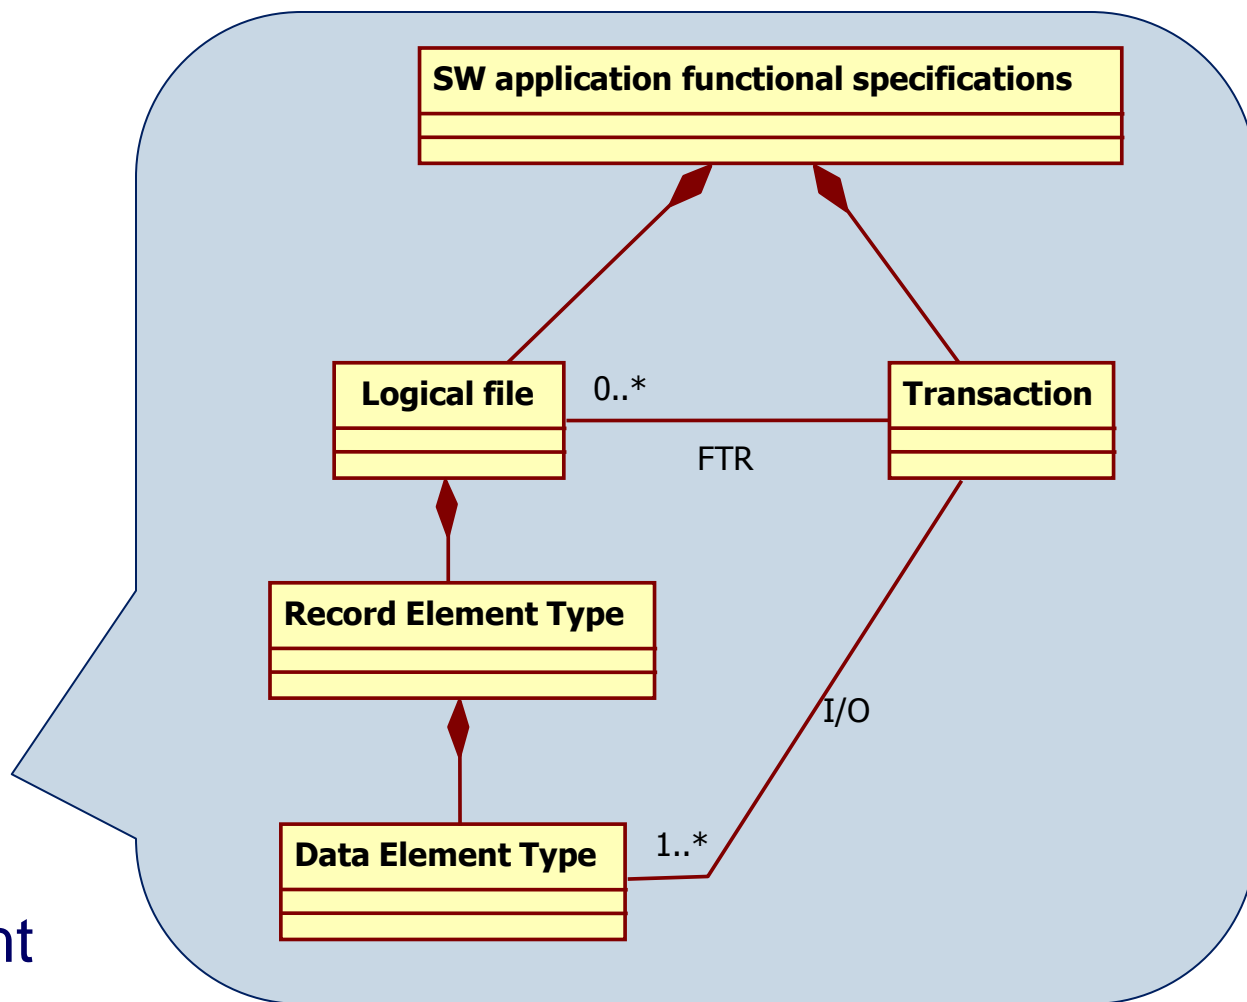 SW application functional specifications
Logical file
0..*
Transaction
FTR
Record Element Type
I/O
1..*
Data Element Type
nt